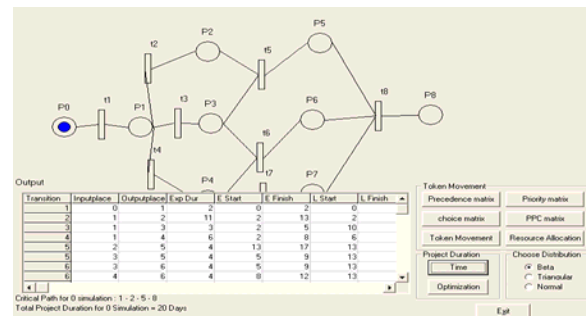 P5
P2
t2
t5
P0
t1
P1
t3
P3
P6
t8
P8
t6
t4
t7
P4
P7
Output
Transition Inputplace Outputplace Exp Dur E Start E Finish L Start L Finish
1 0 1 2 0 2 0
2 1 2 11 2 13 2
3 1 3 3 2 5 10
4 1 4 6 2 8 6
5 2 5 4 13 17 13
5 3 5 4 5 9 13
6 3 6 4 5 9 13
6 4 6 4 8 12 13
Critical Path for 0 simulation : 1 - 2 - 5 - 8
Total Project Duration for 0 Simulation = 20 Days
Token Movement
Precedence matrix
Priority matrix
choice matrix
PPC matrix
Token Movement
Resource Allocation
Project Duration
Time
Optimization
Choose Distribution
Beta
Triangular
Normal
Exit